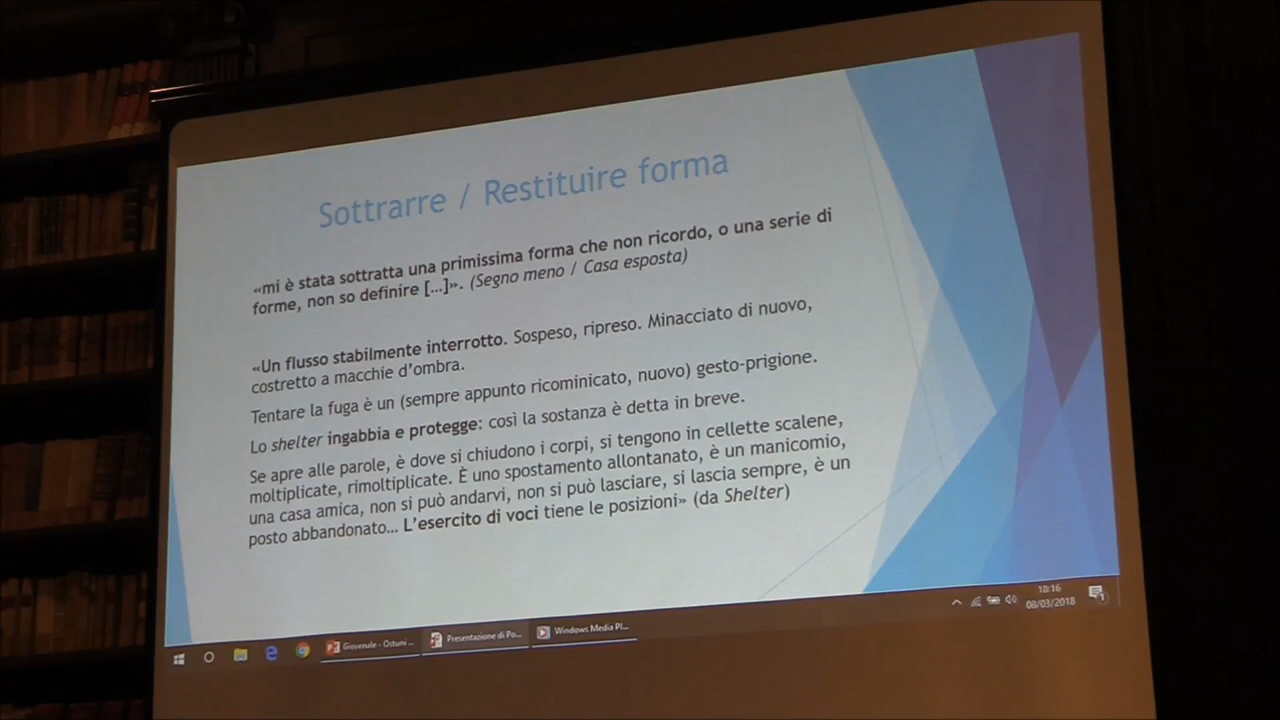 Sottrarre / Restituire forma
«mi è stata sottratta una primissima forma che non ricordo, o una serie di
forme, non so definire […]». (Segno meno / Casa esposta)
«Un flusso stabilmente interrotto. Sospeso, ripreso. Minacciato di nuovo,
costretto a macchie d'ombra.
Tentare la fuga è un (sempre appunto ricominicato, nuovo) gesto-prigione.
Lo shelter ingabbia e protegge: così la sostanza è detta in breve.
Se apre alle parole, è dove si chiudono i corpi, si tengono in cellette scalene,
moltiplicate, rimoltiplicate. È uno spostamento allontanato, è un manicomio,
una casa amica, non si può andarvi, non si può lasciare, si lascia sempre, è un
posto abbandonato… L'esercito di voci tiene le posizioni» (da Shelter)
18:16
08/03/2018
Giovenale - Ostuni ...
Presentazione di Po...
Windows Media Pl...